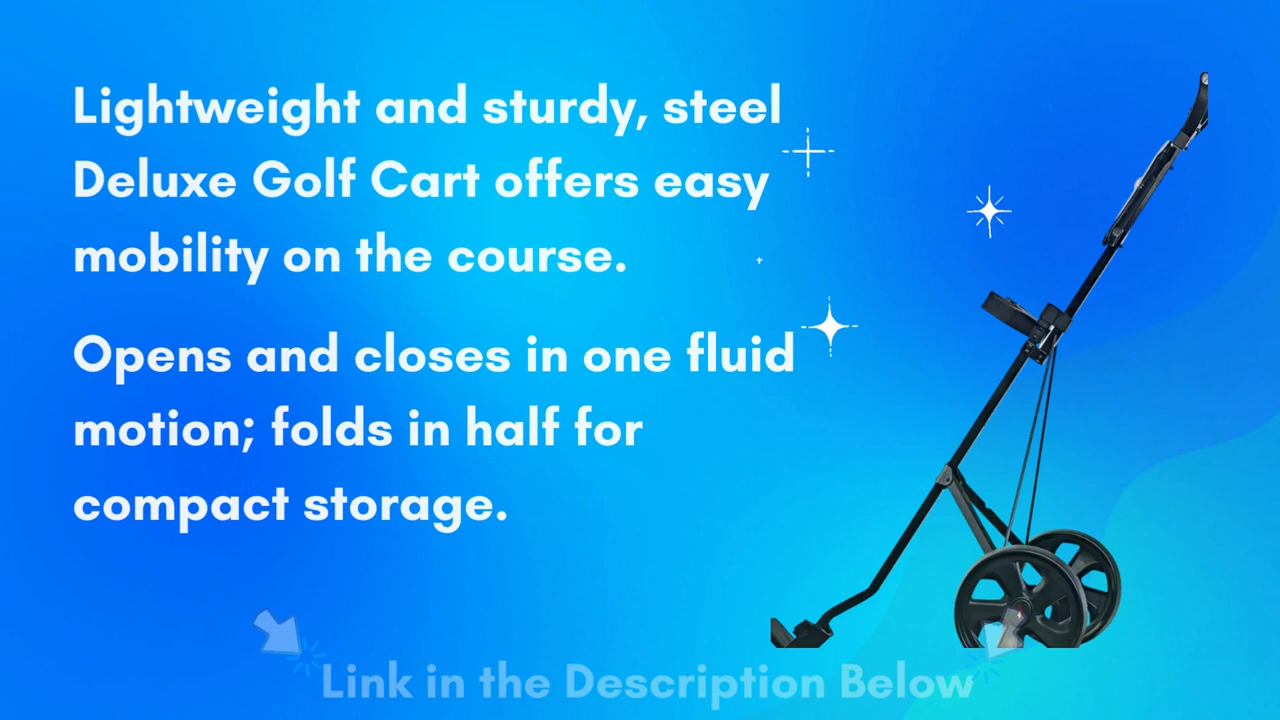 Lightweight and sturdy, steel
Deluxe Golf Cart offers easy
mobility on the course.
Opens and closes in one fluid
motion; folds in half for
compact storage.
Link in the Description Below